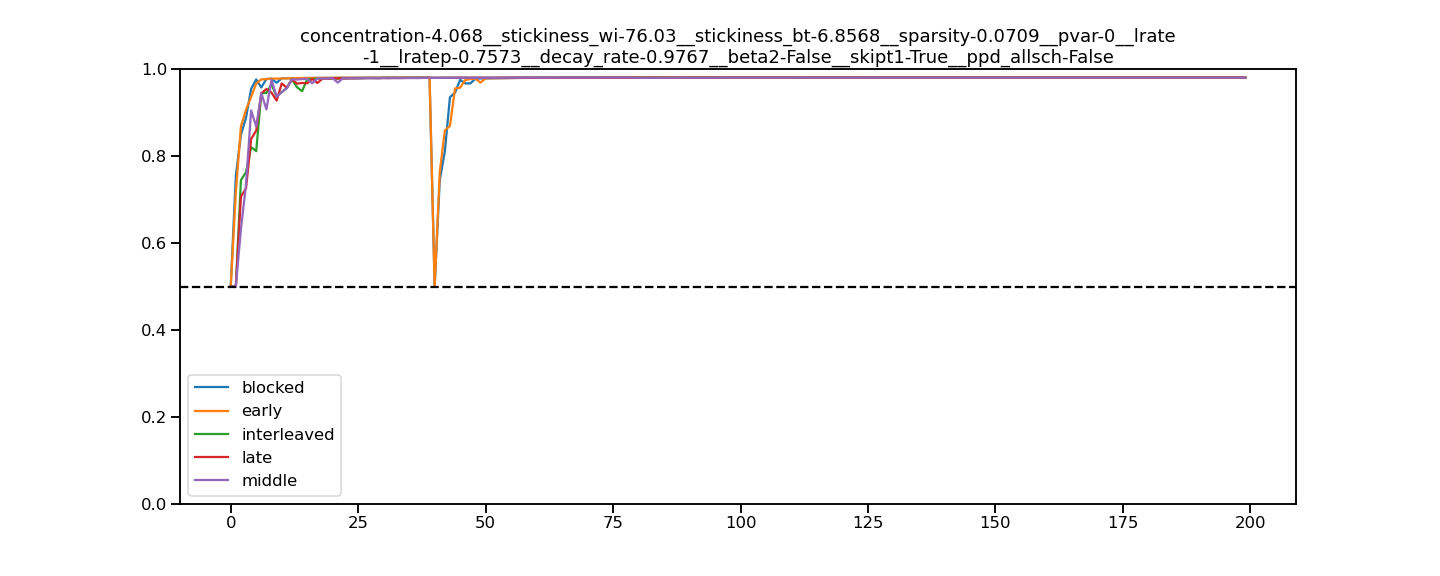 concentration-4.068__stickiness_wi-76.03__stickiness_bt-6.8568__sparsity-0.0709__pvar-0__lrate
-1__lratep-0.7573__decay_rate-0.9767__beta2-False__skipt1-True__ppd_allsch-False
1.0
0.8
0.6
0.4
0.2
0.0
blocked
early
interleaved
late
middle
0 25 50 75 100 125 150 175 200